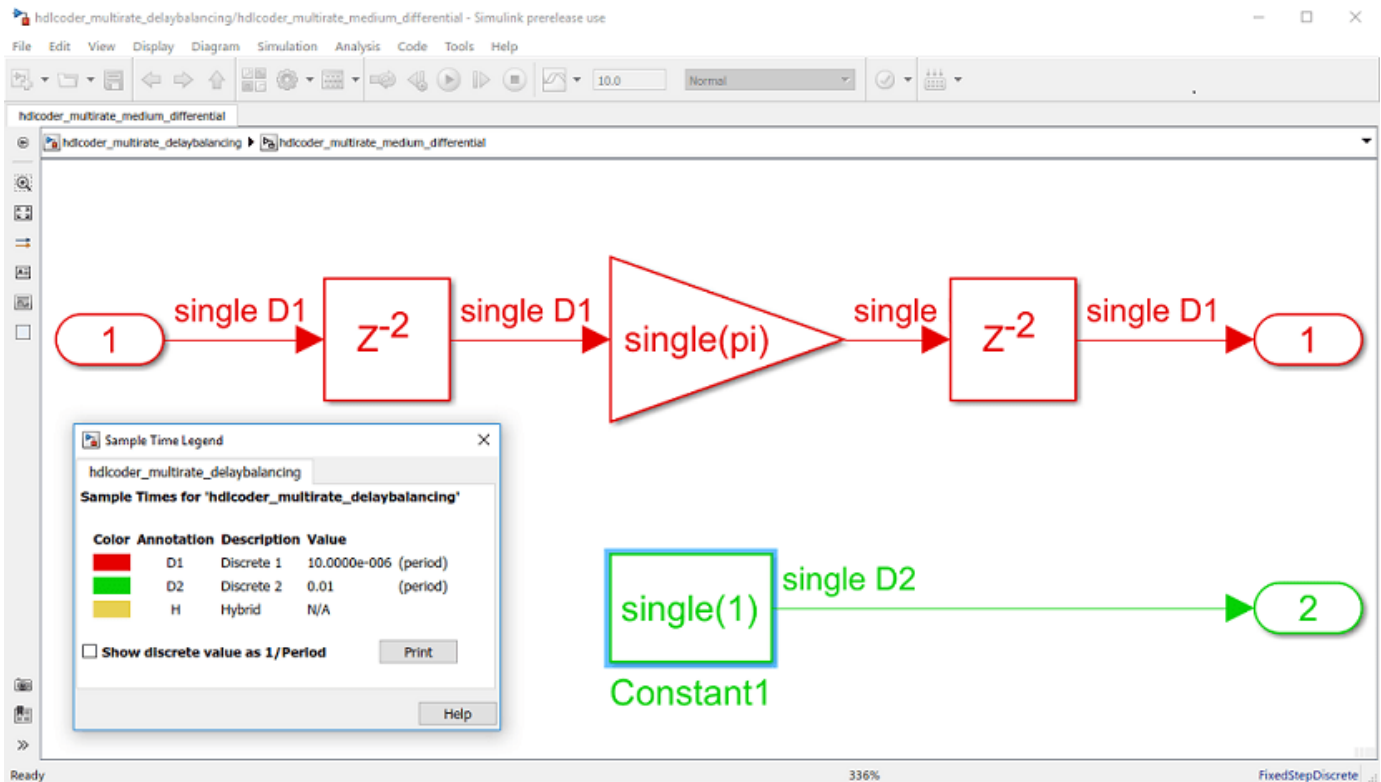 hdlcoder_multirate_delaybalancing/hdlcoder_multirate_medium_differential - Simulink prerelease use
File Edit View Display Diagram Simulation Analysis Code Tools Help
10.0 Normal
hdlcoder_multirate_medium_differential
hdlcoder_multirate_delaybalancing hdlcoder_multirate_medium_differential
single D1 single D1 single single D1
1 Z-2 single(pi) Z-2 1
Sample Time Legend
hdlcoder_multirate_delaybalancing
Sample Times for 'hdlcoder_multirate_delaybalancing'
Color Annotation Description Value
D1 Discrete 1 10.0000e-006 (period)
D2 Discrete 2 0.01 (period)
H Hybrid N/A
Show discrete value as 1/Period Print
Help
single D2
single(1) 2
Constant1
Ready 336% FixedStepDiscrete